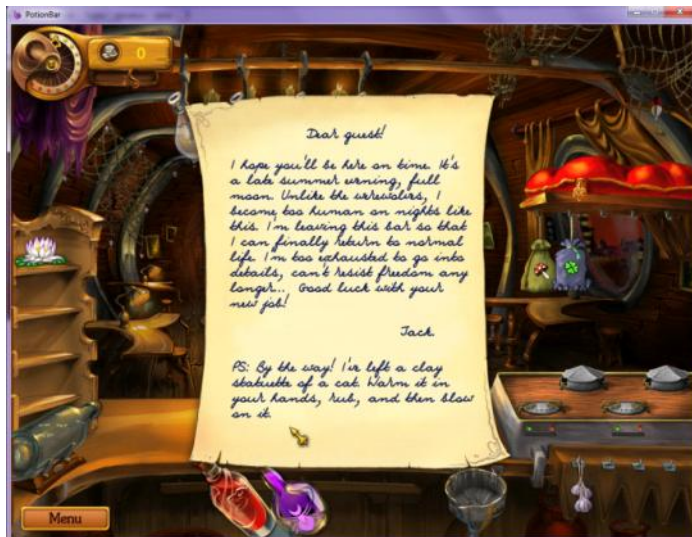 PotionBar
0
Dear guest!
I hope you'll be here on time. It's
a late summer evning, full
moon. Unlike the werewolves, I
become too human on nights like
this. I'm leaving this bar so that
I can finally return to normal
life. I'm too exhausted to go into
details, can't resist freedom any
longer... Good luck with your
new job!
Jack
PS: By the way! I've left a clay
statuette of a cat. Warm it in
your hands, rub, and then blow
on it.
Menu